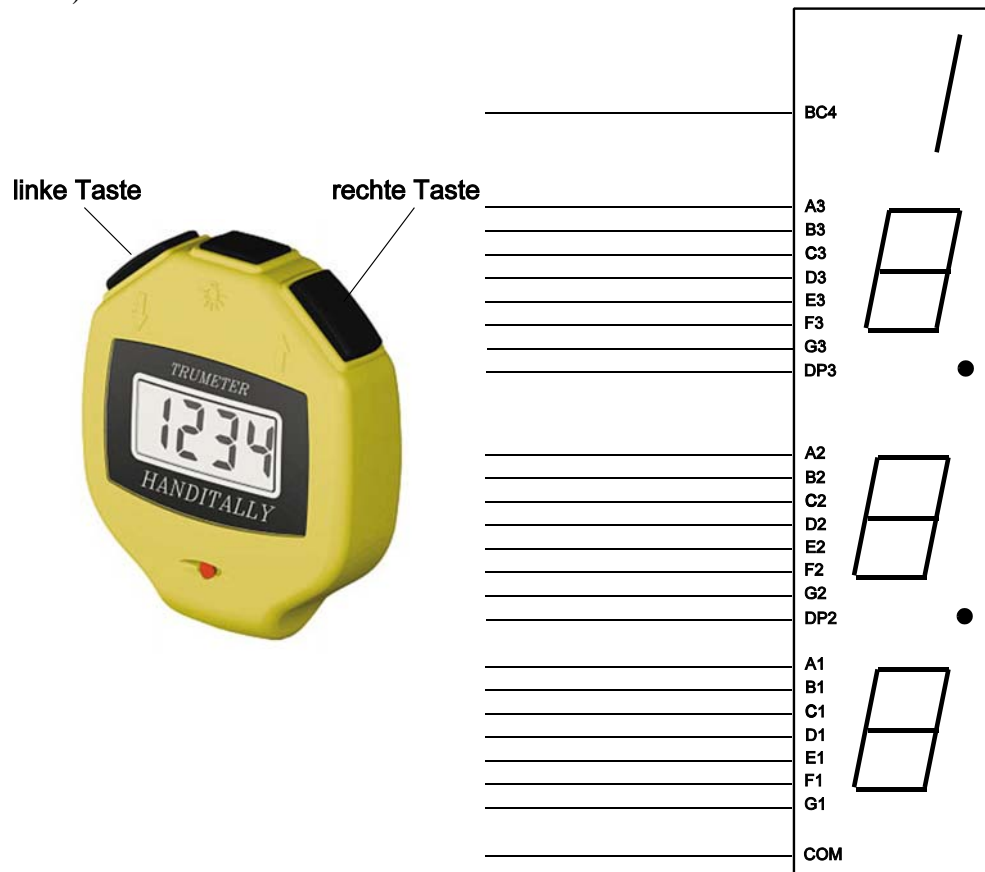 linke Taste
rechte Taste
TRUMETER
1234
HANDITALLY
BC4
A3
B3
C3
D3
E3
F3
G3
DP3
A2
B2
C2
D2
E2
F2
G2
DP2
A1
B1
C1
D1
E1
F1
G1
COM